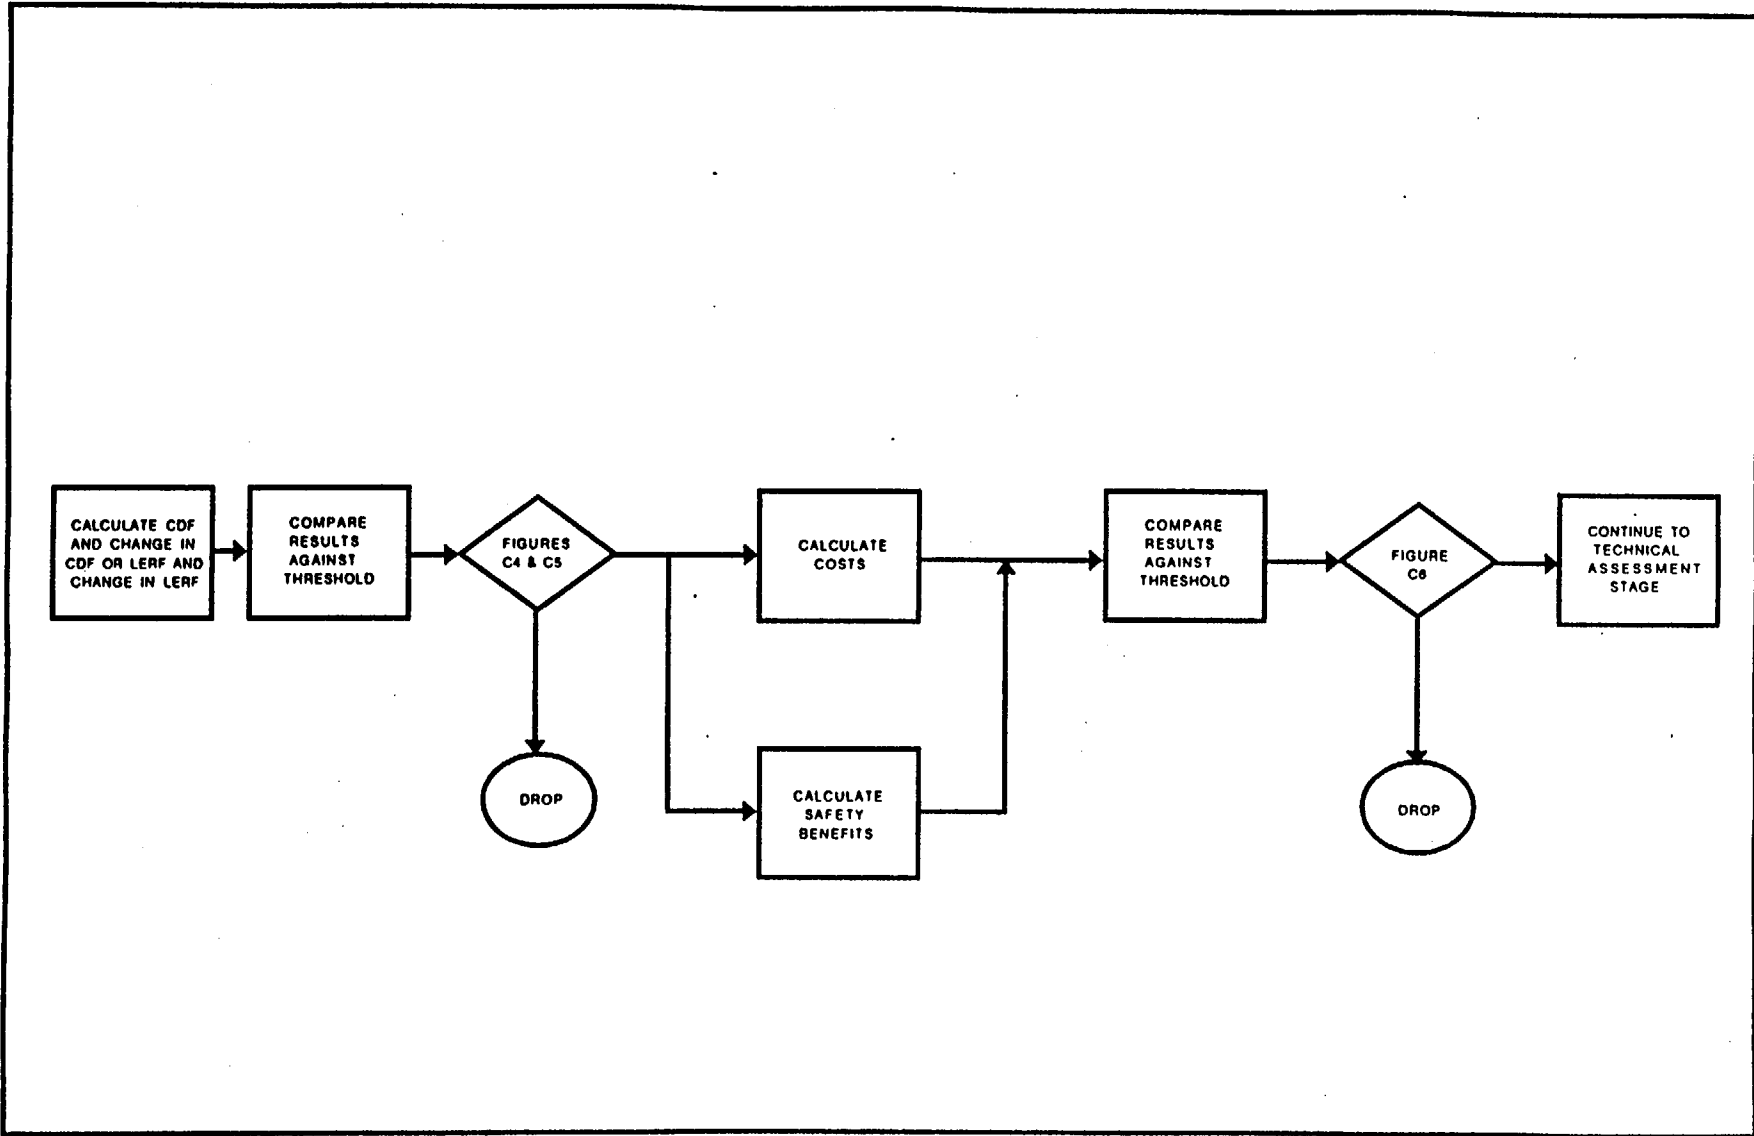 CALCULATE CDF
AND CHANGE IN
CDF OR LERF AND
CHANGE IN LERF
COMPARE
RESULTS
AGAINST
THRESHOLD
FIGURES
C4 & C5
DROP
CALCULATE
COSTS
CALCULATE
SAFETY
BENEFITS
COMPARE
RESULTS
AGAINST
THRESHOLD
FIGURE
C6
DROP
CONTINUE TO
TECHNICAL
ASSESSMENT
STAGE